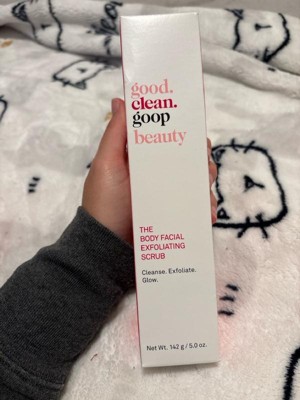 good.
clean.
goop
beauty
THE
BODY FACIAL
EXFOLIATING
SCRUB
Cleanse. Exfoliate.
Glow.
Net Wt. 142 g / 5.0 oz.